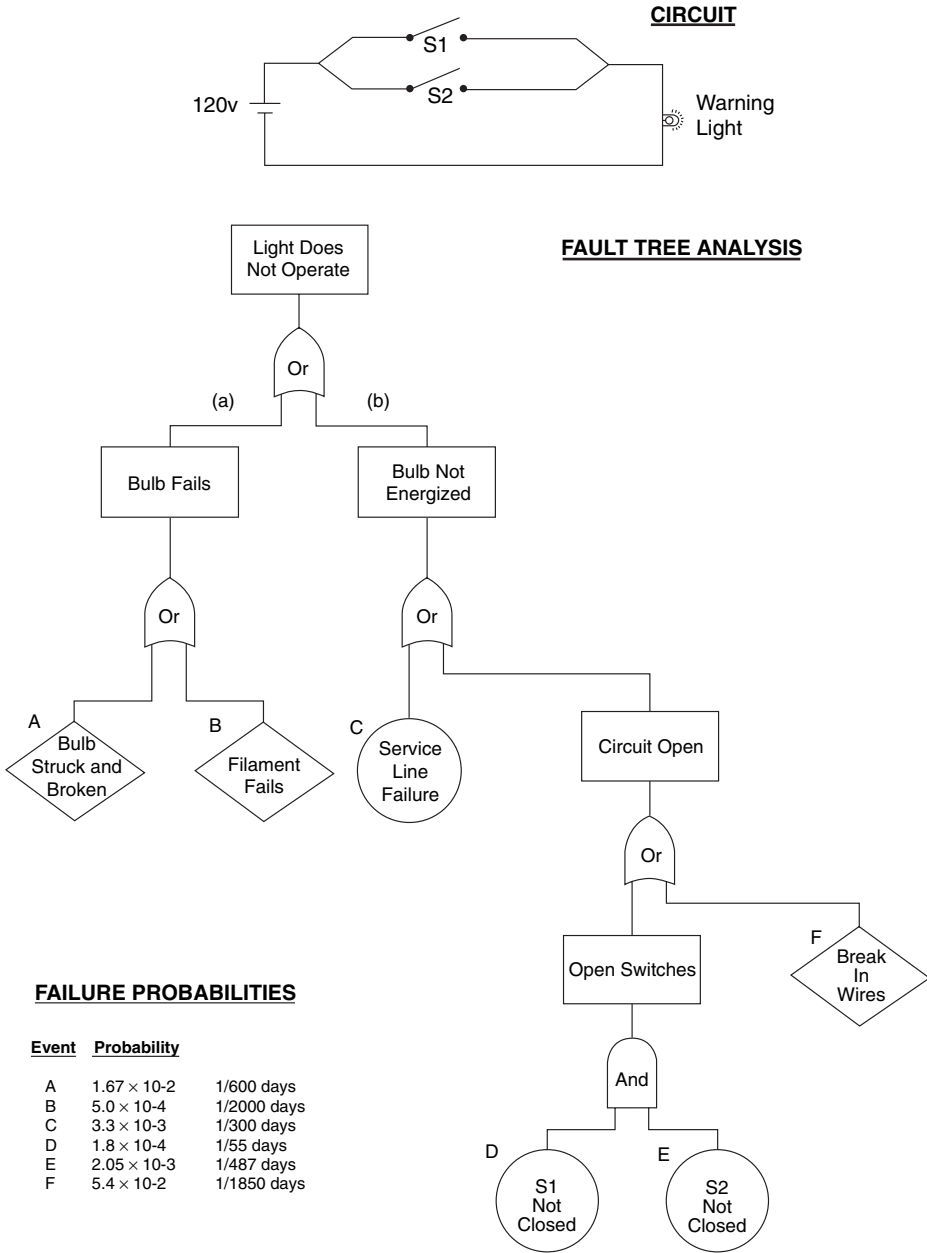 CIRCUIT
S1
S2
120v
Warning
Light
FAULT TREE ANALYSIS
Light Does
Not Operate
Or
(a)
(b)
Bulb Fails
Bulb Not
Energized
Or
Or
A
Bulb
Struck and
Broken
B
Filament
Fails
C
Service
Line
Failure
Circuit Open
Or
Open Switches
F
Break
In
Wires
And
D
S1
Not
Closed
E
S2
Not
Closed
FAILURE PROBABILITIES
Event Probability
A 1.67 × 10-2 1/600 days
B 5.0 × 10-4 1/2000 days
C 3.3 × 10-3 1/300 days
D 1.8 × 10-4 1/55 days
E 2.05 × 10-3 1/487 days
F 5.4 × 10-2 1/1850 days